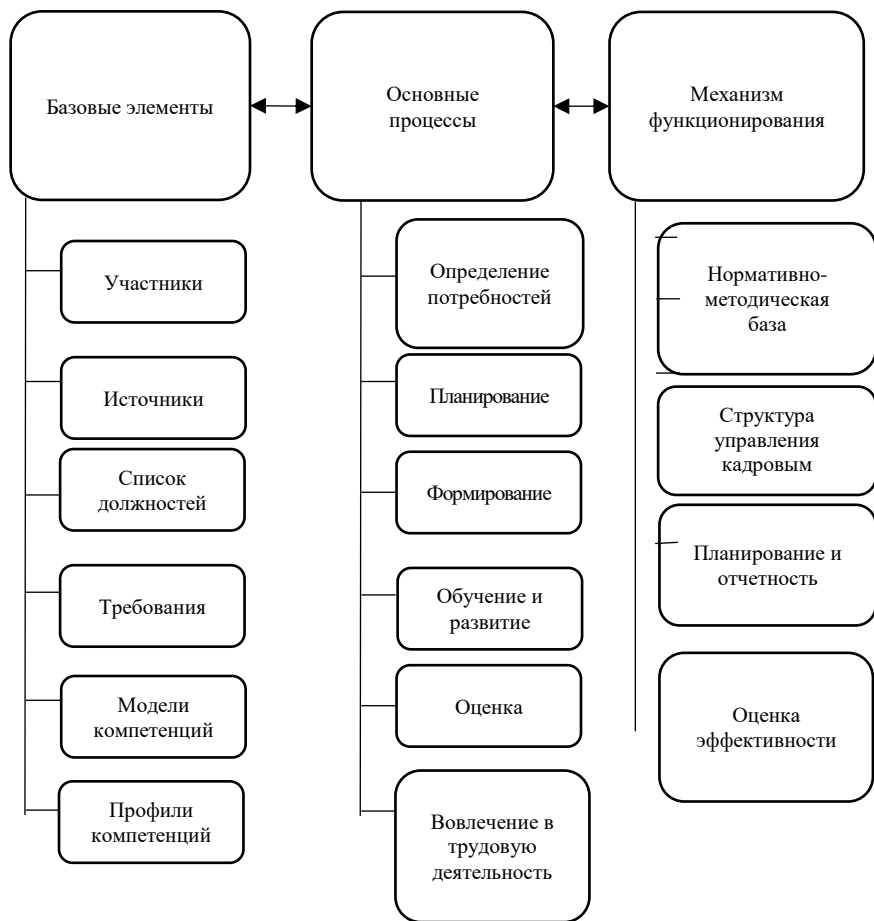 Базовые элементы
Основные
процессы
Механизм
функционирования
Участники
Источники
Список
должностей
Требования
Модели
компетенций
Профили
компетенций
Определение
потребностей
Планирование
Формирование
Обучение и
развитие
Оценка
Вовлечение в
трудовую
деятельность
Нормативно-
методическая
база
Структура
управления
кадровым
Планирование и
отчетность
Оценка
эффективности